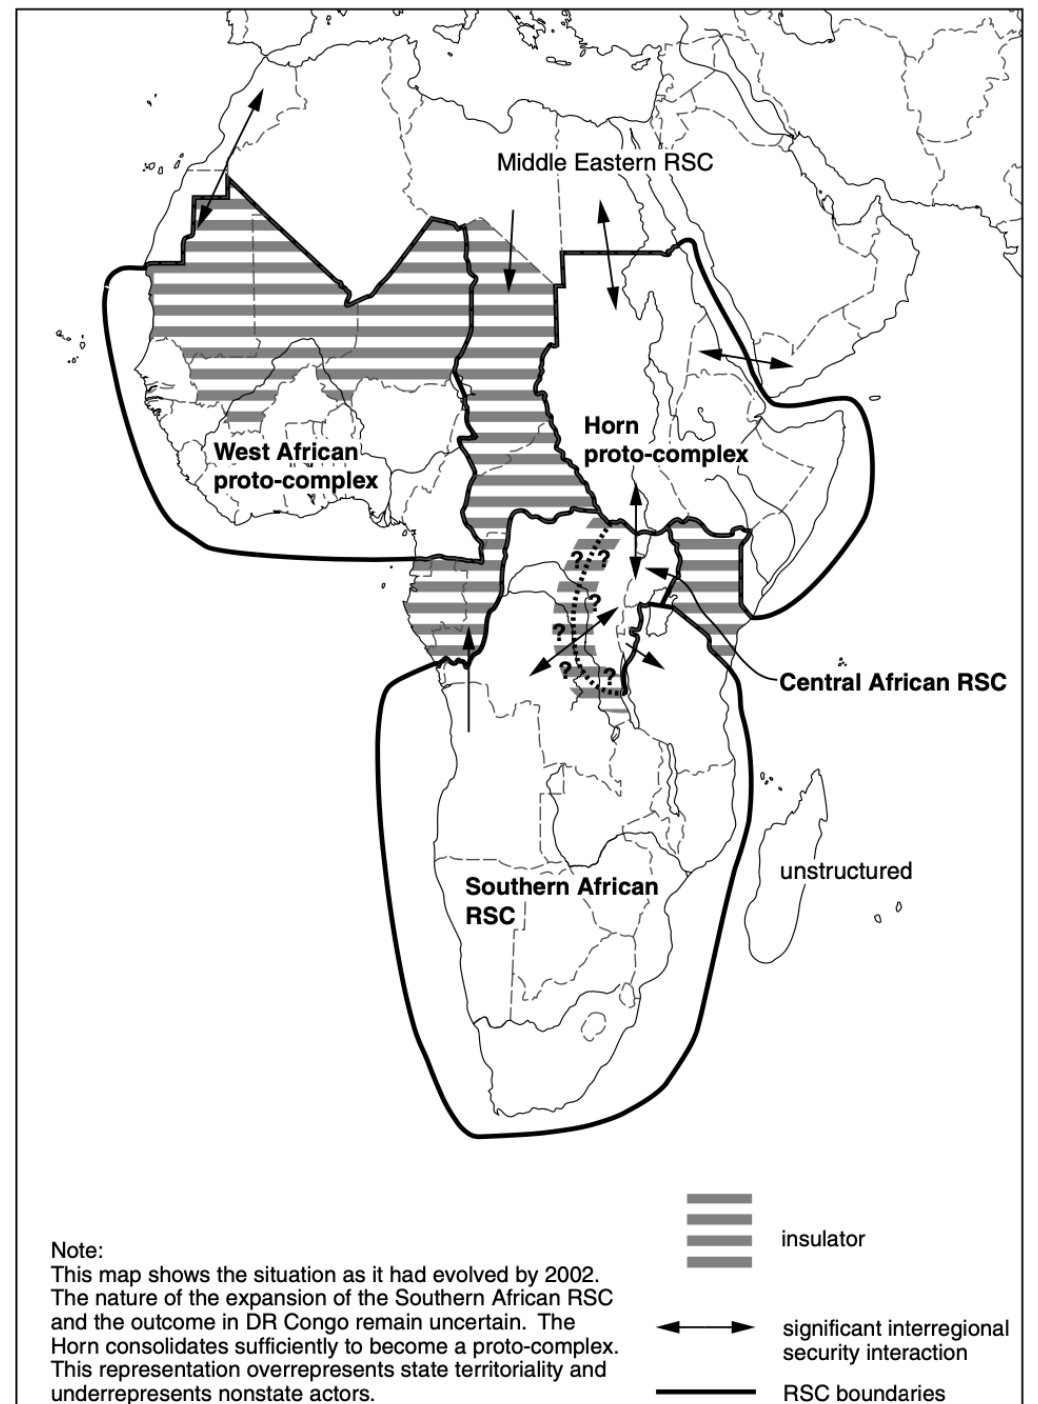 Middle Eastern RSC
Horn
proto-complex
West African
proto-complex
? ?
?
?
? ?
Central African RSC
unstructured
Southern African
RSC
insulator
Note:
This map shows the situation as it had evolved by 2002.
The nature of the expansion of the Southern African RSC
and the outcome in DR Congo remain uncertain. The
Horn consolidates sufficiently to become a proto-complex.
This representation overrepresents state territoriality and
underrepresents nonstate actors.
significant interregional
security interaction
RSC boundaries